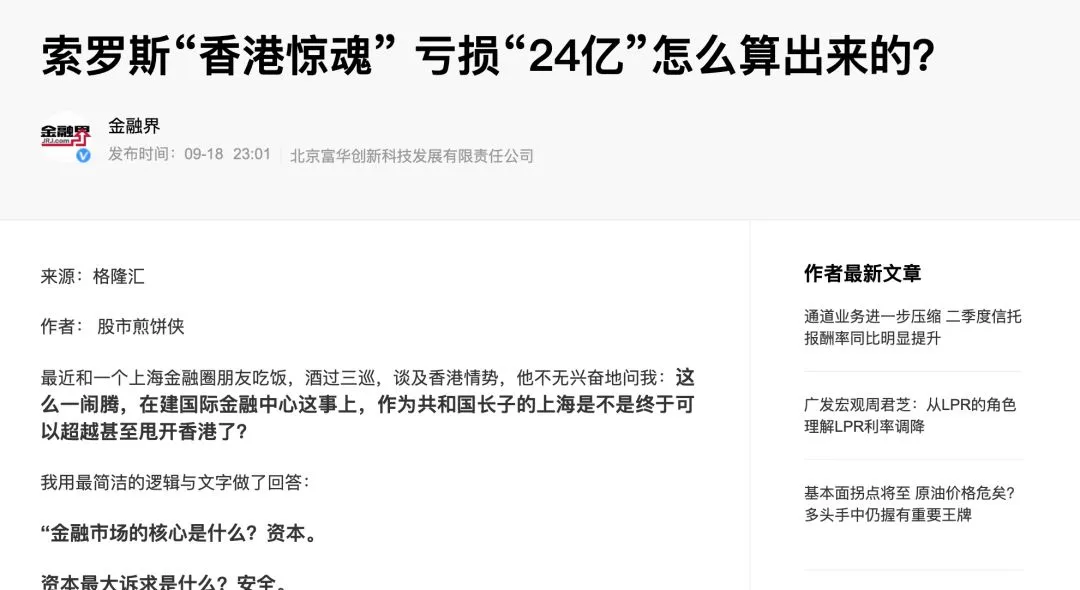 索罗斯“香港惊魂” 亏损“24亿”怎么算出来的？
金融界
JRJ.com
金融界
发布时间：09-18 23:01 北京富华创新科技发展有限责任公司
来源：格隆汇
作者： 股市煎饼侠
最近和一个上海金融圈朋友吃饭，酒过三巡，谈及香港情势，他不无兴奋地问我：这
么一闹腾，在建国际金融中心这事上，作为共和国长子的上海是不是终于可
以超越甚至甩开香港了？
我用最简洁的逻辑与文字做了回答：
“金融市场的核心是什么？资本。
资本最大诉求是什么？安全。
作者最新文章
通道业务进一步压缩 二季度信托
报酬率同比明显提升
广发宏观周君芝：从LPR的角色
理解LPR利率调降
基本面拐点将至 原油价格危矣?
多头手中仍握有重要王牌